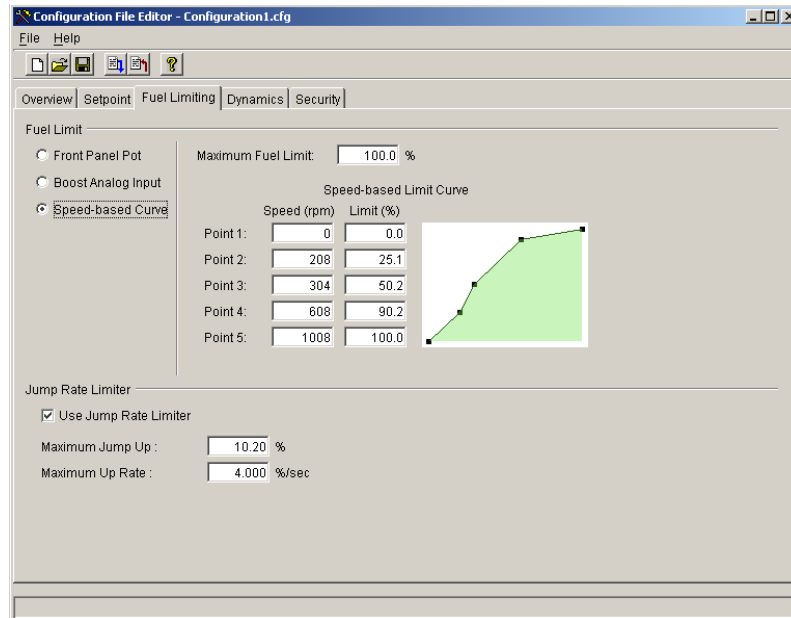 Configuration File Editor - Configuration1.cfg
File Help
Overview Setpoint Fuel Limiting Dynamics Security
Fuel Limit
Front Panel Pot
Boost Analog Input
Speed-based Curve
Maximum Fuel Limit: 100.0 %
Speed-based Limit Curve
Speed (rpm) Limit (%)
Point 1: 0 0.0
Point 2: 208 25.1
Point 3: 304 50.2
Point 4: 608 90.2
Point 5: 1008 100.0
Jump Rate Limiter
Use Jump Rate Limiter
Maximum Jump Up : 10.20 %
Maximum Up Rate : 4.000 %/sec